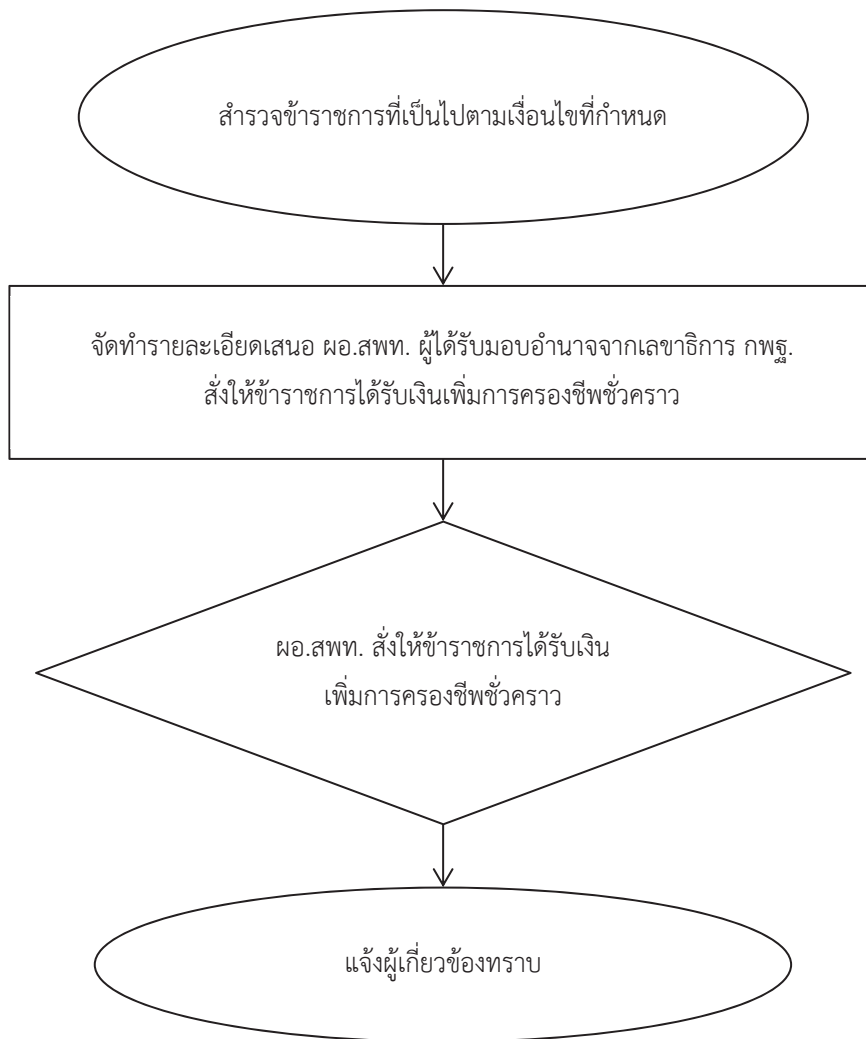 สำรวจข้าราชการที่เป็นไปตามเงื่อนไขที่กำหนด
จัดทำรายละเอียดเสนอ ผอ.สพท. ผู้ได้รับมอบอำนาจจากเลขาธิการ กพฐ.
สั่งให้ข้าราชการได้รับเงินเพิ่มการครองชีพชั่วคราว
ผอ.สพท. สั่งให้ข้าราชการได้รับเงิน
เพิ่มการครองชีพชั่วคราว
แจ้งผู้เกี่ยวข้องทราบ